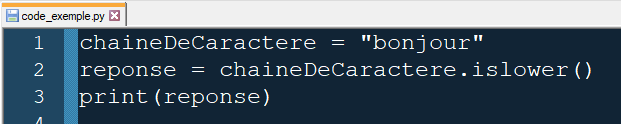 code_exemple.py
1 chaineDeCaractere = "bonjour"
2 reponse = chaineDeCaractere.islower()
3 print(reponse)
4